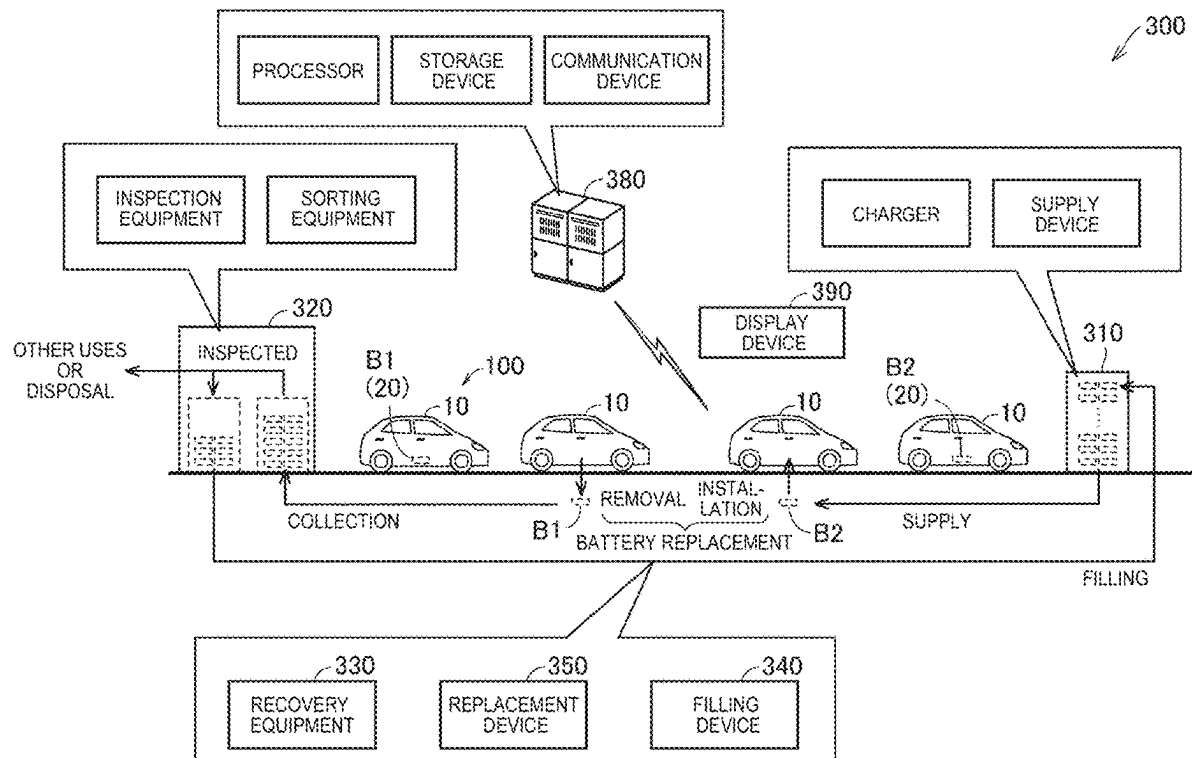 300
PROCESSOR
STORAGE
DEVICE
COMMUNICATION
DEVICE
380
INSPECTION
EQUIPMENT
SORTING
EQUIPMENT
CHARGER
SUPPLY
DEVICE
390
DISPLAY
DEVICE
320
310
OTHER USES
OR
DISPOSAL
INSPECTED
B1
(20)
100
10
10
10
B2
(20)
10
COLLECTION
B1
REMOVAL
INSTAL-
LATION
BATTERY REPLACEMENT
B2
SUPPLY
FILLING
330
RECOVERY
EQUIPMENT
350
REPLACEMENT
DEVICE
340
FILLING
DEVICE